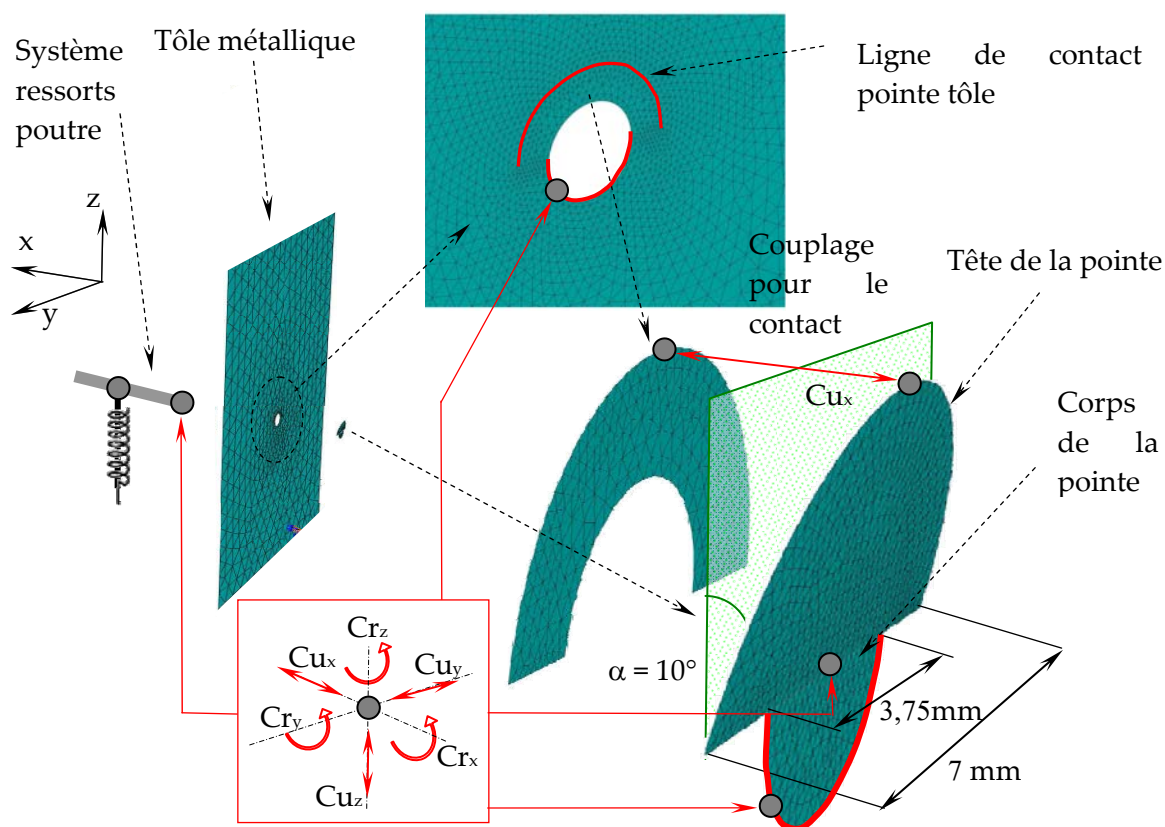 Système
ressorts
poutre
Tôle métallique
Ligne de contact
pointe tôle
z
x
y
Couplage
pour le
contact
Tête de la pointe
Cux
Corps
de la
pointe
α = 10°
3,75mm
7 mm
Crz
Cux
Cuy
Cry
Crx
Cuz